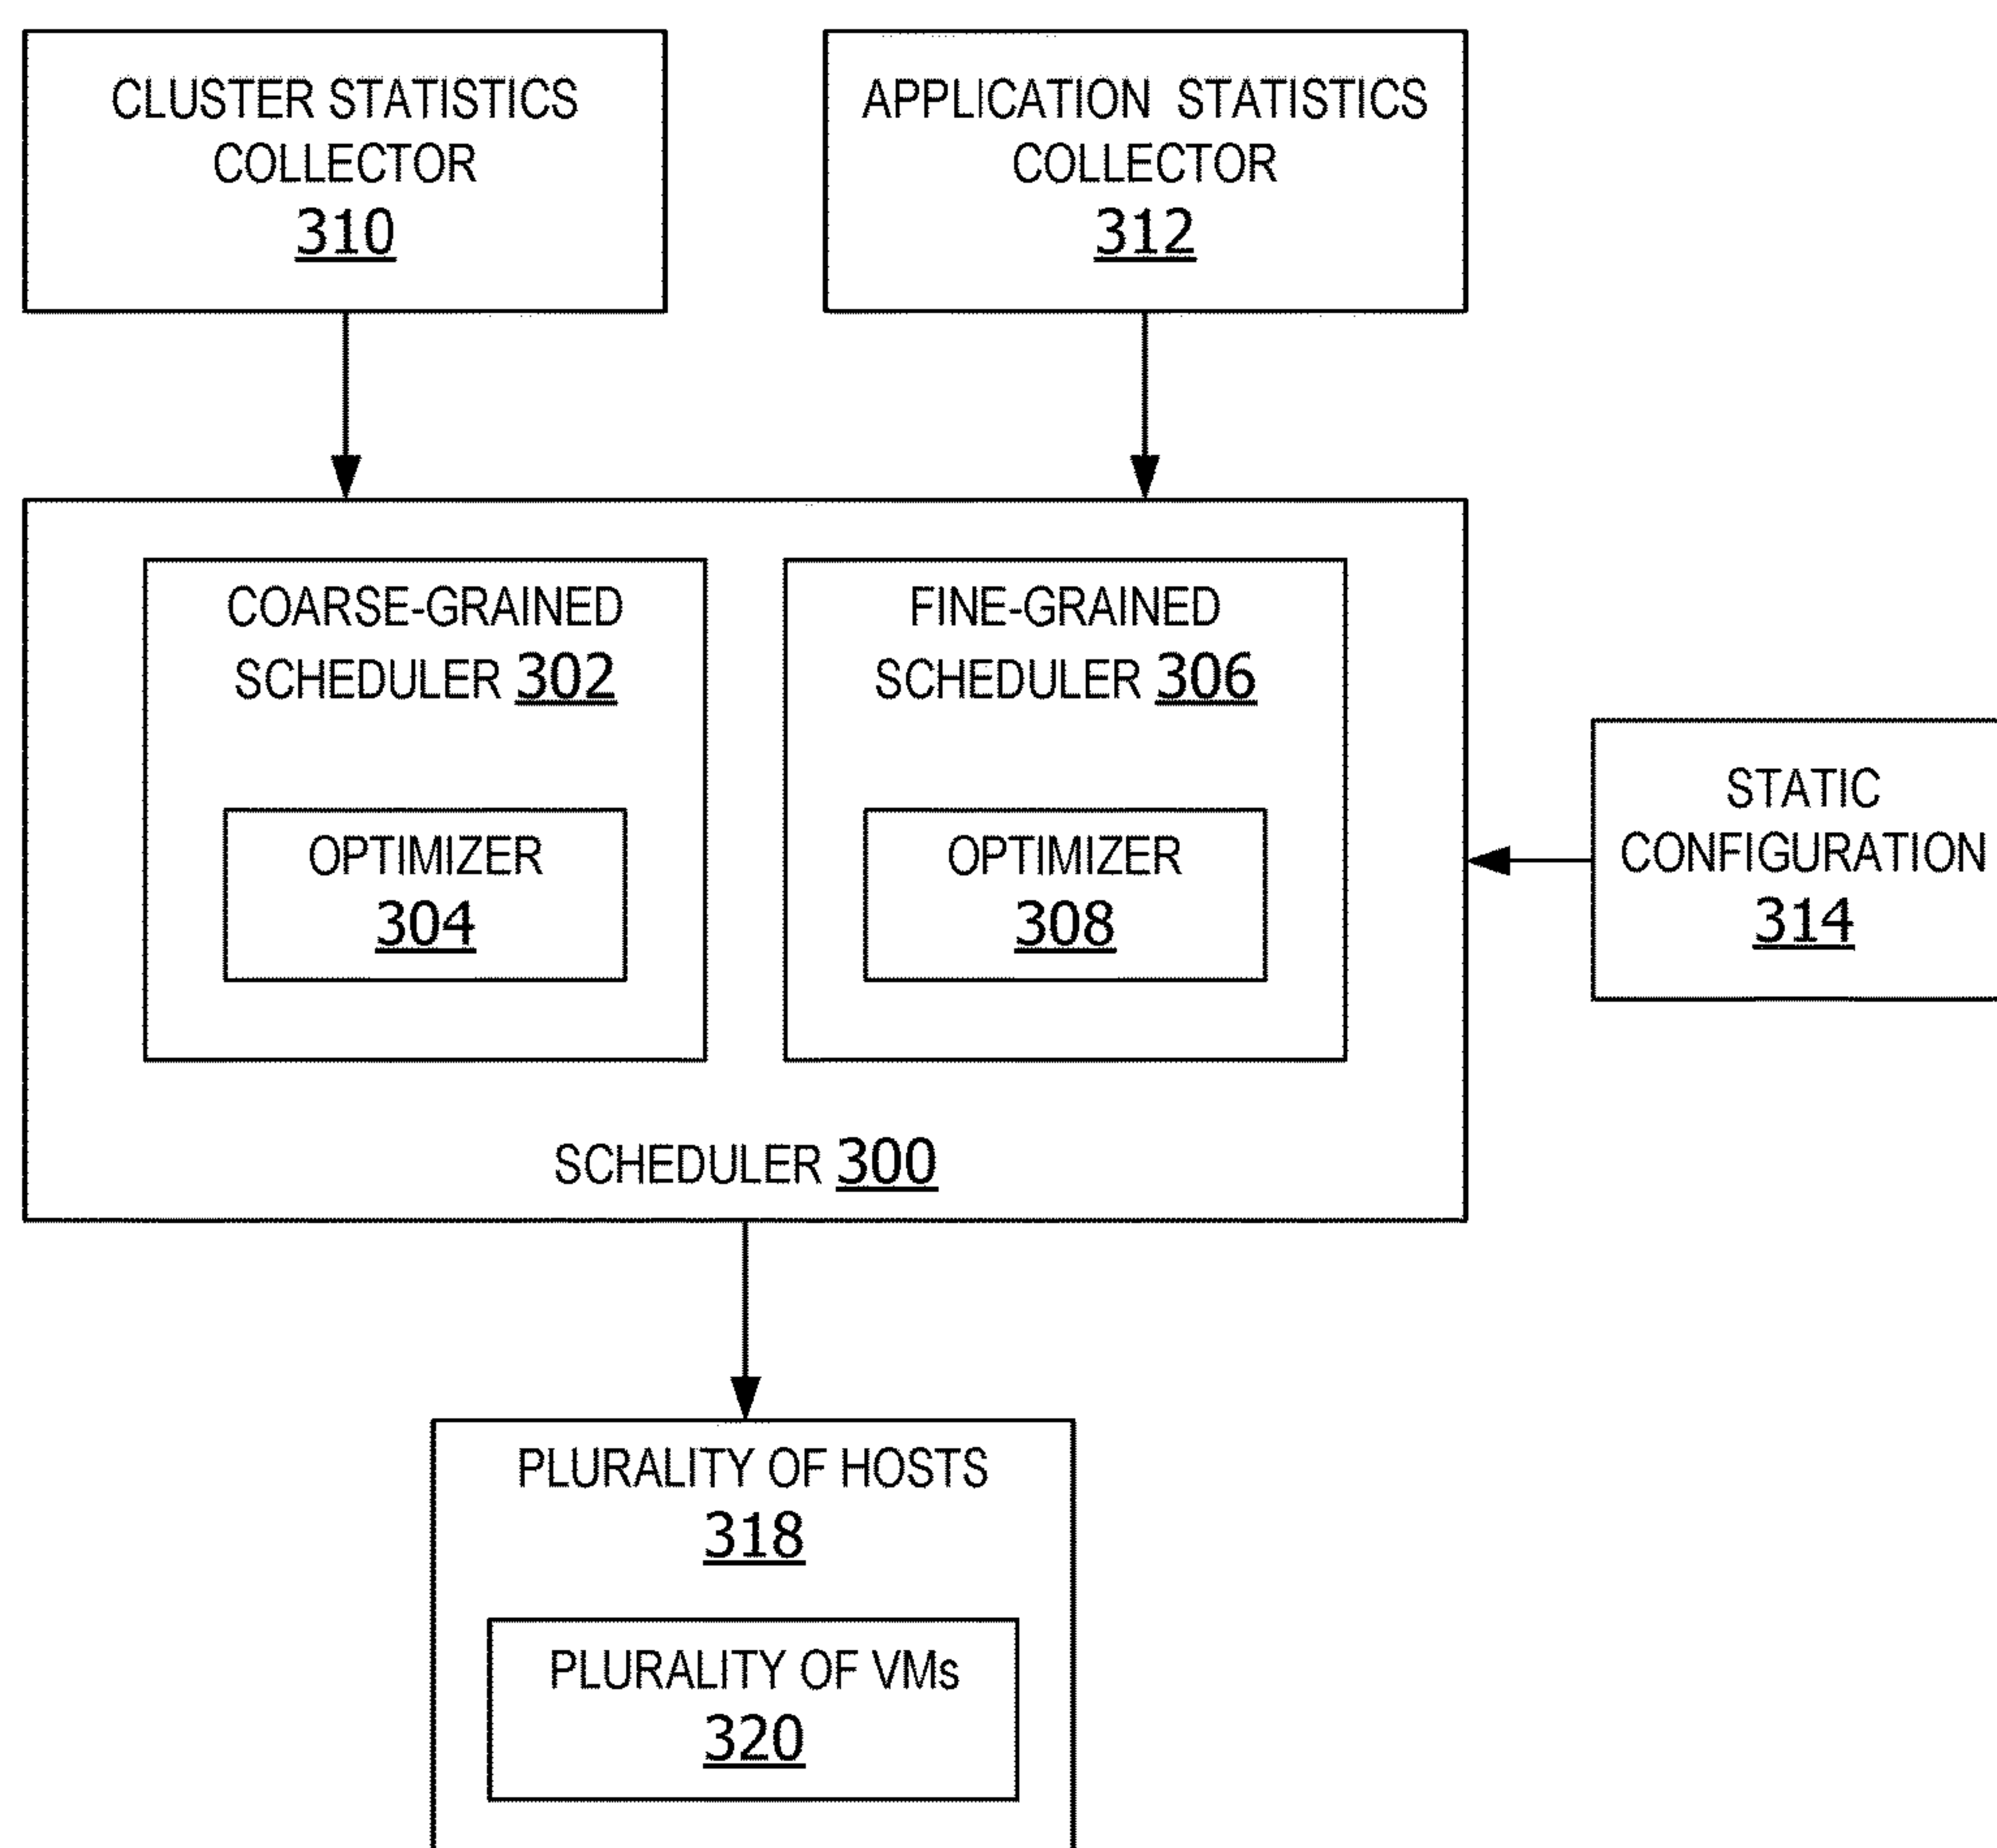 CLUSTER STATISTICS
COLLECTOR
310
APPLICATION STATISTICS
COLLECTOR
312
COARSE-GRAINED
SCHEDULER 302
OPTIMIZER
304
FINE-GRAINED
SCHEDULER 306
OPTIMIZER
308
STATIC
CONFIGURATION
314
SCHEDULER 300
PLURALITY OF HOSTS
318
PLURALITY OF VMs
320